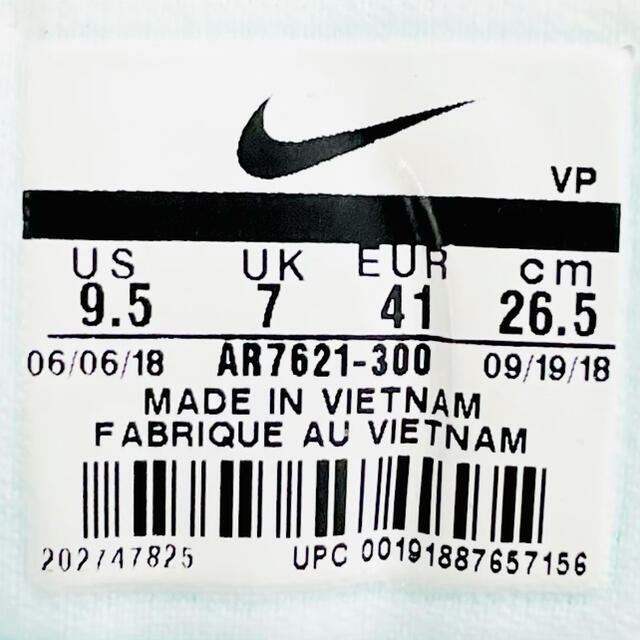 VP
US UK EUR cm
9.5 7 41 26.5
06/06/18 AR7621-300 09/19/18
MADE IN VIETNAM
FABRIQUE AU VIETNAM
202747825 UPC 00191887657156